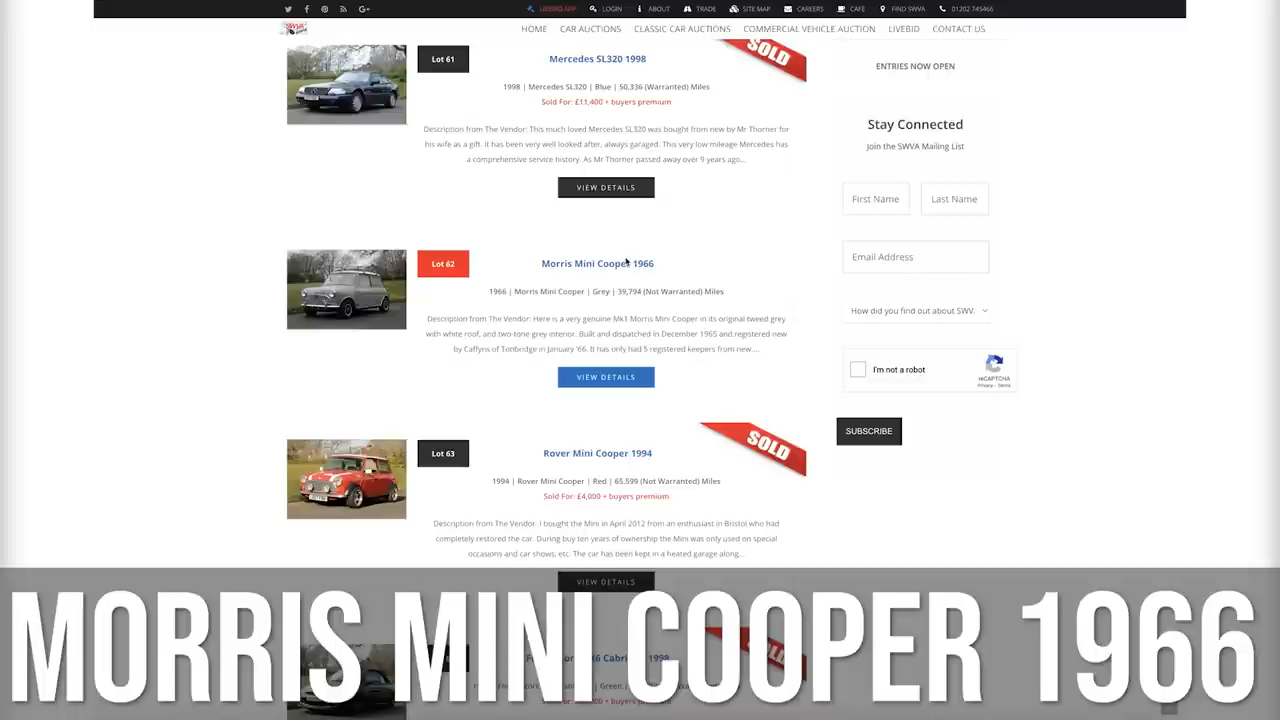 LIVEBID APP LOGIN ABOUT TRADE SITE MAP CAREERS CAFE FIND SWVA 01202 745466
HOME CAR AUCTIONS CLASSIC CAR AUCTIONS COMMERCIAL VEHICLE AUCTION LIVEBID CONTACT US
Lot 61
Mercedes SL320 1998
SOLD
1998 | Mercedes SL320 | Blue | 50,336 (Warranted) Miles
Sold For: £11,400 + buyers premium
Description from The Vendor: This much loved Mercedes SL320 was bought from new by Mr Thorner for
his wife as a gift. It has been very well looked after, always garaged. This very low mileage Mercedes has
a comprehensive service history. As Mr Thorner passed away over 9 years ago...
VIEW DETAILS
Lot 62
Morris Mini Cooper 1966
1966 | Morris Mini Cooper | Grey | 39,794 (Not Warranted) Miles
Description from The Vendor: Here is a very genuine Mk1 Morris Mini Cooper in its original tweed grey
with white roof, and two-tone grey interior. Built and dispatched in December 1965 and registered new
by Caffyns of Tonbridge in January '66. It has only had 5 registered keepers from new....
VIEW DETAILS
Lot 63
Rover Mini Cooper 1994
SOLD
1994 | Rover Mini Cooper | Red | 65,599 (Not Warranted) Miles
Sold For: £4,000 + buyers premium
Description from The Vendor I bought the Mini in April 2012 from an enthusiast in Bristol who had
completely restored the car. During buy ten years of ownership the Mini was only used on special
occasions and car shows, etc. The car has been kept in a heated garage along...
VIEW DETAILS
ENTRIES NOW OPEN
Stay Connected
Join the SWVA Mailing List
First Name Last Name
Email Address
How did you find out about SWV.
I'm not a robot
reCAPTCHA
Privacy - Terms
SUBSCRIBE
MORRIS MINI COOPER 1966